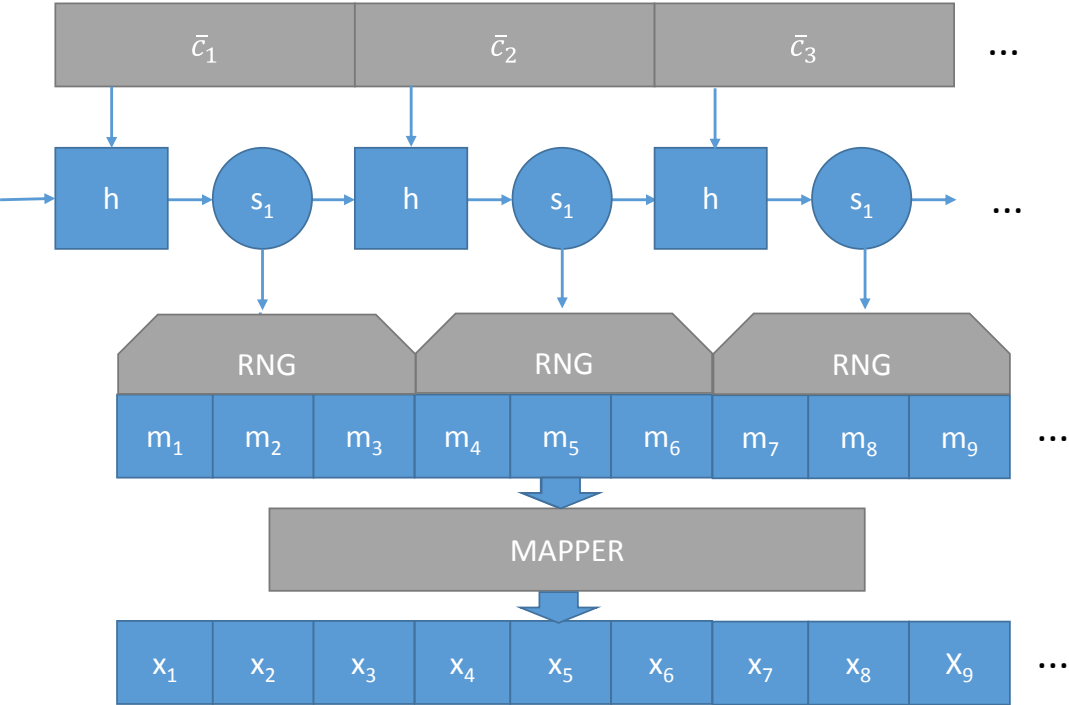 c̄₁ c̄₂ c̄₃ ...
h s₁ h s₁ h s₁ ...
RNG RNG RNG
m₁ m₂ m₃ m₄ m₅ m₆ m₇ m₈ m₉ ...
MAPPER
x₁ x₂ x₃ x₄ x₅ x₆ x₇ x₈ X₉ ...